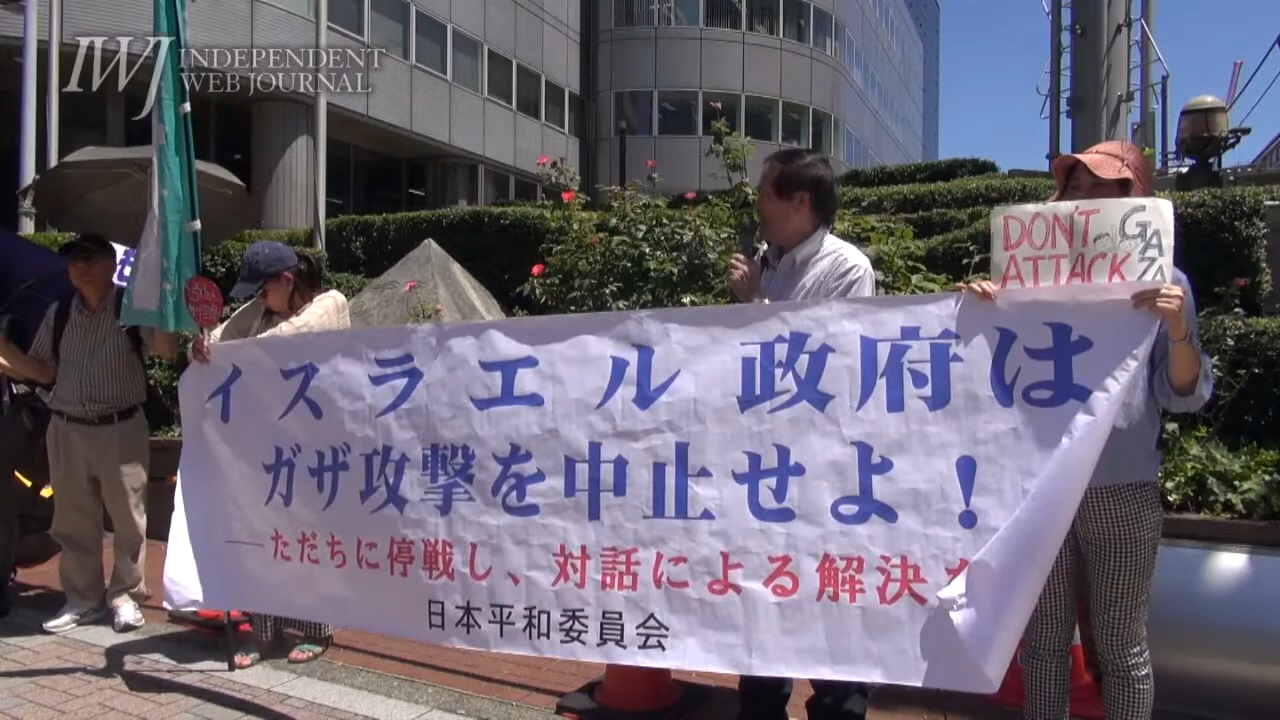 IWJ INDEPENDENT
WEB JOURNAL
DON'T
ATTACK
GAZA
イスラエル政府は
ガザ攻撃を中止せよ！
―ただちに停戦し、対話による解決
日本平和委員会